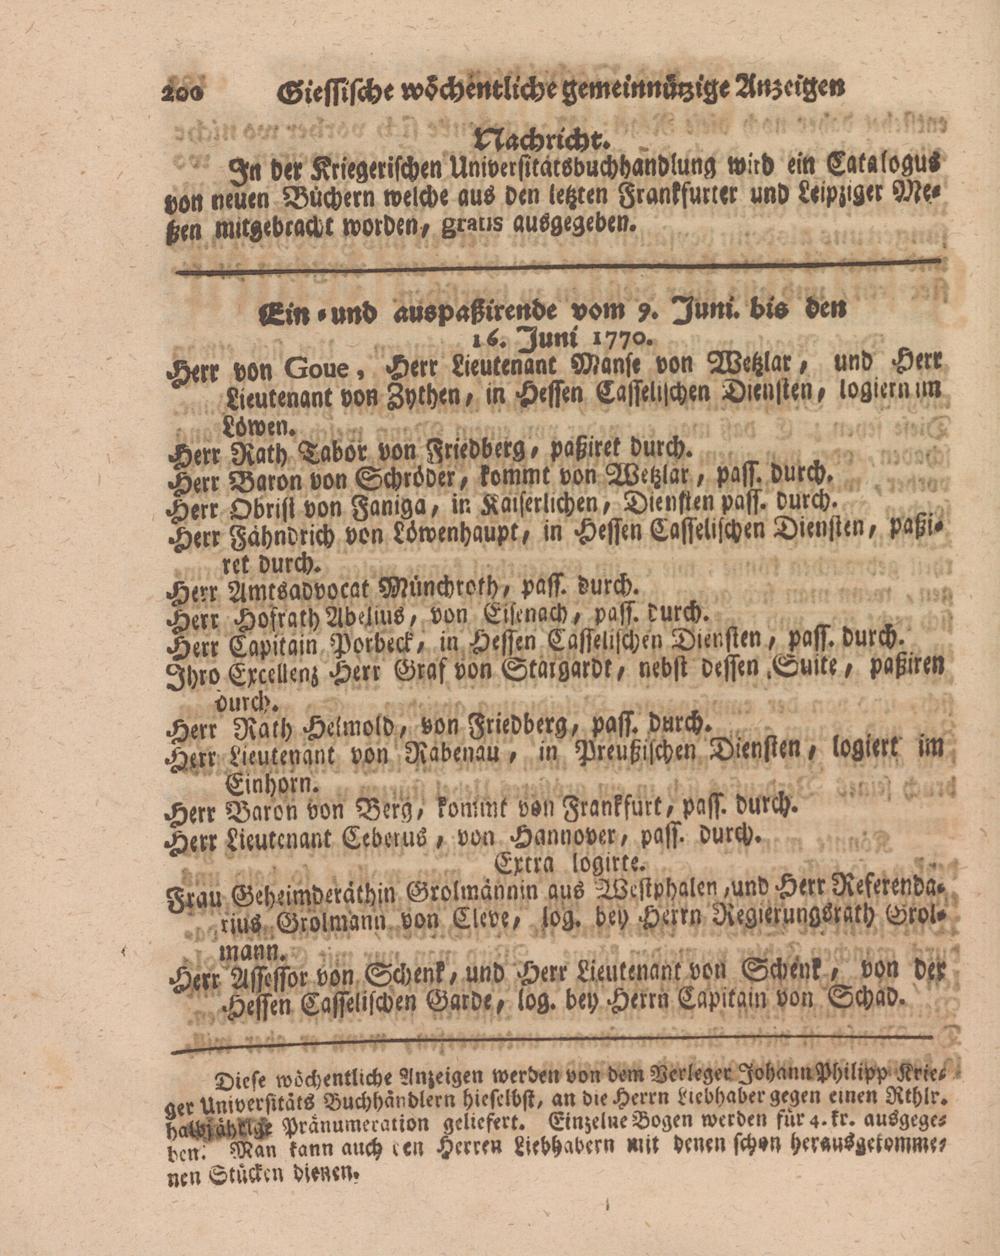 200 Giessische wöchentliche gemeinnützige Anzeigen
Nachricht.
In der Kriegerischen Universitätsbuchhandlung wird ein Catalogus
von neuen Büchern welche aus den letzten Franckfurter und Leipziger Me-
ßen mitgebracht worden, gratis ausgegeben.
Ein - und auspaßirende vom 9. Juni. bis den
16. Juni 1770.
Herr von Goue, Herr Lieutenant Manse von Wetzlar, und Herr
Lieutenant von Zythen, in Hessen Casselischen Diensten, logiern im
Löwen.
Herr Rath Tabor von Friedberg, paßiret durch.
Herr Baron von Schröder, kommt von Wetzlar, pass. durch.
Herr Obrist von Faniga, in Kaiserlichen, Diensten pass. durch.
Herr Fähndrich von Löwenhaupt, in Hessen Casselischen Diensten, paßi-
ret durch.
Herr Amtsadvocat Münchroth, pass. durch.
Herr Hofrath Abelius, von Eisenach, pass. durch.
Herr Capitain Porbeck, in Hessen Casselischen Diensten, pass. durch.
Ihro Excellenz Herr Graf von Stargardt, nebst dessen Suite, paßiren
durch.
Herr Rath Helmold, von Friedberg, pass. durch.
Herr Lieutenant von Rabenau, in Preußischen Diensten, logiert im
Einhorn.
Herr Baron von Berg, kommt von Frankfurt, pass. durch.
Herr Lieutenant Ceberus, von Hannover, pass. durch.
Extra logirte.
Frau Geheimderäthin Grolmännin aus Westphalen, und Herr Referenda-
rius Grolmann von Cleve, log. bey Herrn Regierungsrath Grol-
mann.
Herr Assessor von Schenk, und Herr Lieutenant von Schenk, von der
Hessen Casselischen Garde, log. bey Herrn Capitain von Schad.
Diese wöchentliche Anzeigen werden von dem Verleger Johann Philipp Krie-
ger Universitäts Buchhändlern hieselbst, an die Herrn Liebhaber gegen einen Rthlr.
halbjährige Pränumeration geliefert. Einzelne Bogen werden für 4. kr. ausgege-
ben. Man kann auch den Herren Liebhabern mit denen schon herausgekomme-
nen Stücken dienen.